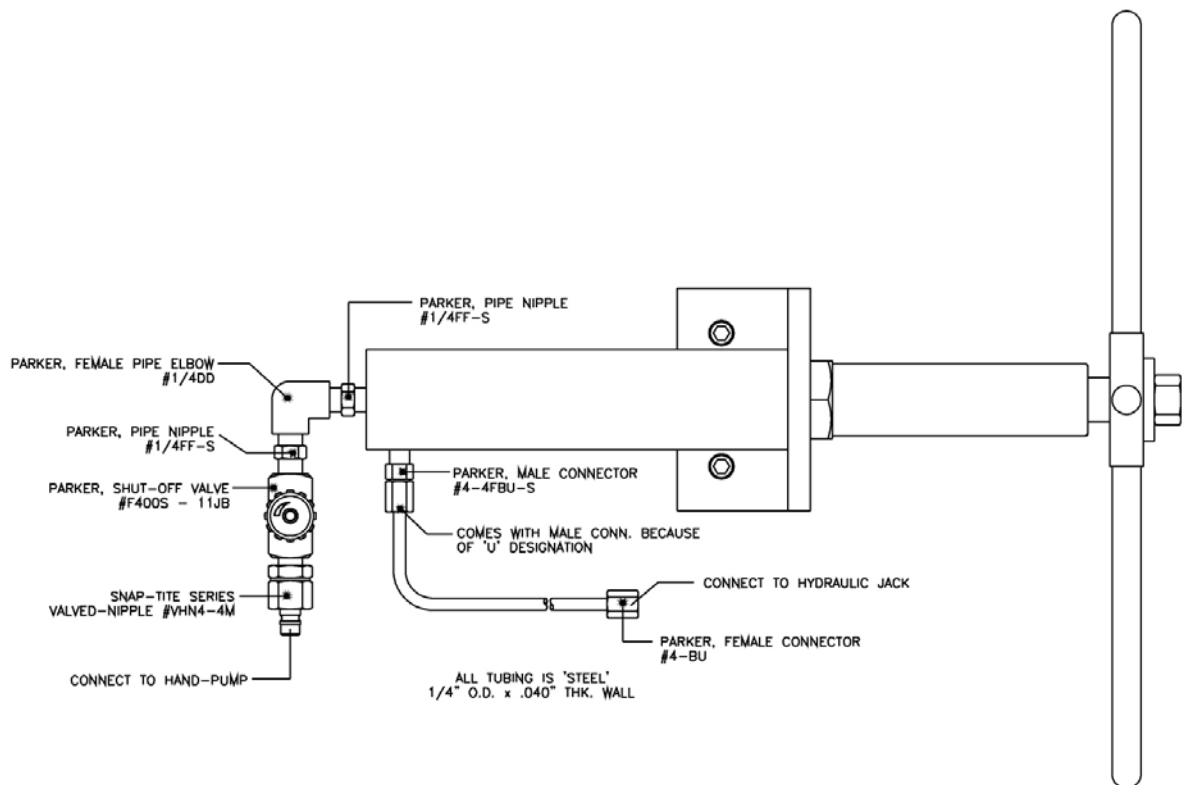 PARKER, PIPE NIPPLE
#1/4FF-S
PARKER, FEMALE PIPE ELBOW
#1/4DD
PARKER, PIPE NIPPLE
#1/4FF-S
PARKER, SHUT-OFF VALVE
#F400S - 11JB
SNAP-TITE SERIES
VALVED-NIPPLE #VHN4-4M
CONNECT TO HAND-PUMP
PARKER, MALE CONNECTOR
#4-4FBU-S
COMES WITH MALE CONN. BECAUSE
OF 'U' DESIGNATION
CONNECT TO HYDRAULIC JACK
PARKER, FEMALE CONNECTOR
#4-BU
ALL TUBING IS 'STEEL'
1/4" O.D. x .040" THK. WALL